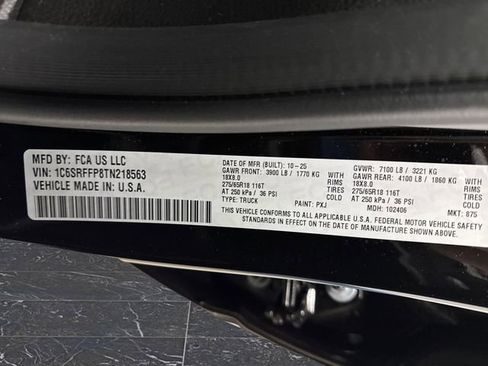 MFD BY: FCA US LLC
VIN: 1C6SRFFP8TN218563
VEHICLE MADE IN U.S.A.
DATE OF MFR (BUILT): 10-25
GVWR: 7100 LB / 3221 KG
GAWR FRONT: 3900 LB / 1770 KG
GAWR REAR: 4100 LB / 1860 KG
18X8.0
18X8.0
275/65R18 116T
TIRES
275/65R18 116T
TIRES
AT 250 kPa / 36 PSI
COLD
AT 250 kPa / 36 PSI
COLD
TYPE: TRUCK
PAINT: PXJ
MDH: 102406
MKT: 875
THIS VEHICLE CONFORMS TO ALL APPLICABLE U.S.A. FEDERAL MOTOR VEHICLE SAFETY
STANDARDS IN EFFECT ON THE DATE OF MANUFACTURE SHOWN ABOVE.